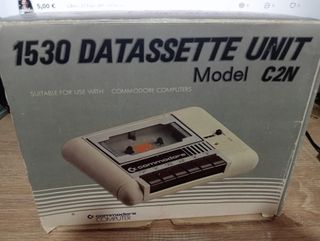 5,00 €
1530 DATASSETTE UNIT
Model C2N
SUITABLE FOR USE WITH COMMODORE COMPUTERS
commodore
commodore
COMPUTER